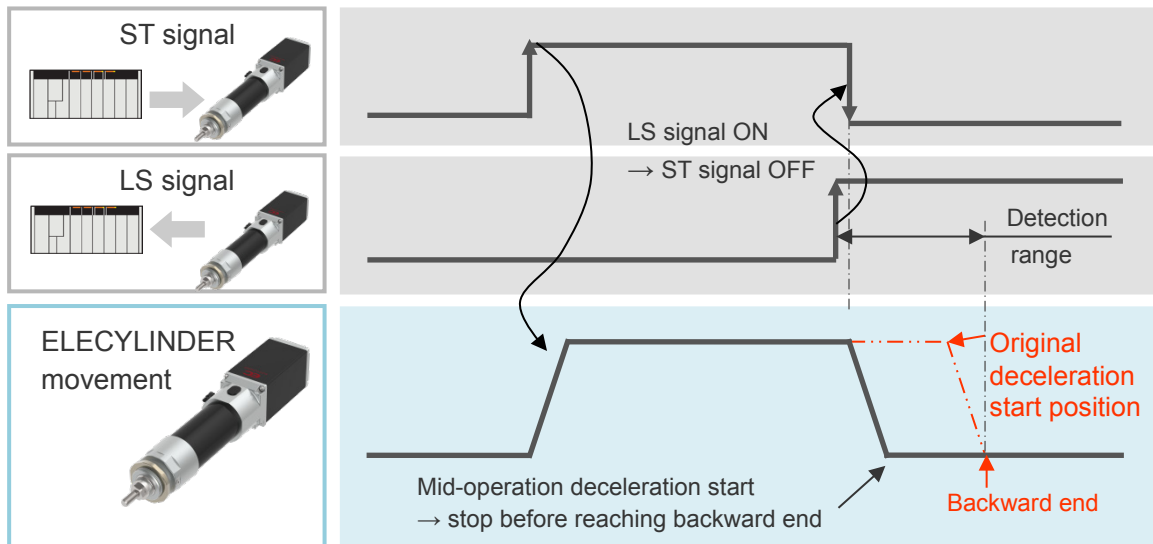 ST signal
LS signal ON
→ ST signal OFF
LS signal
Detection
range
ELECYLINDER
movement
Original
deceleration
start position
Mid-operation deceleration start
→ stop before reaching backward end
Backward end